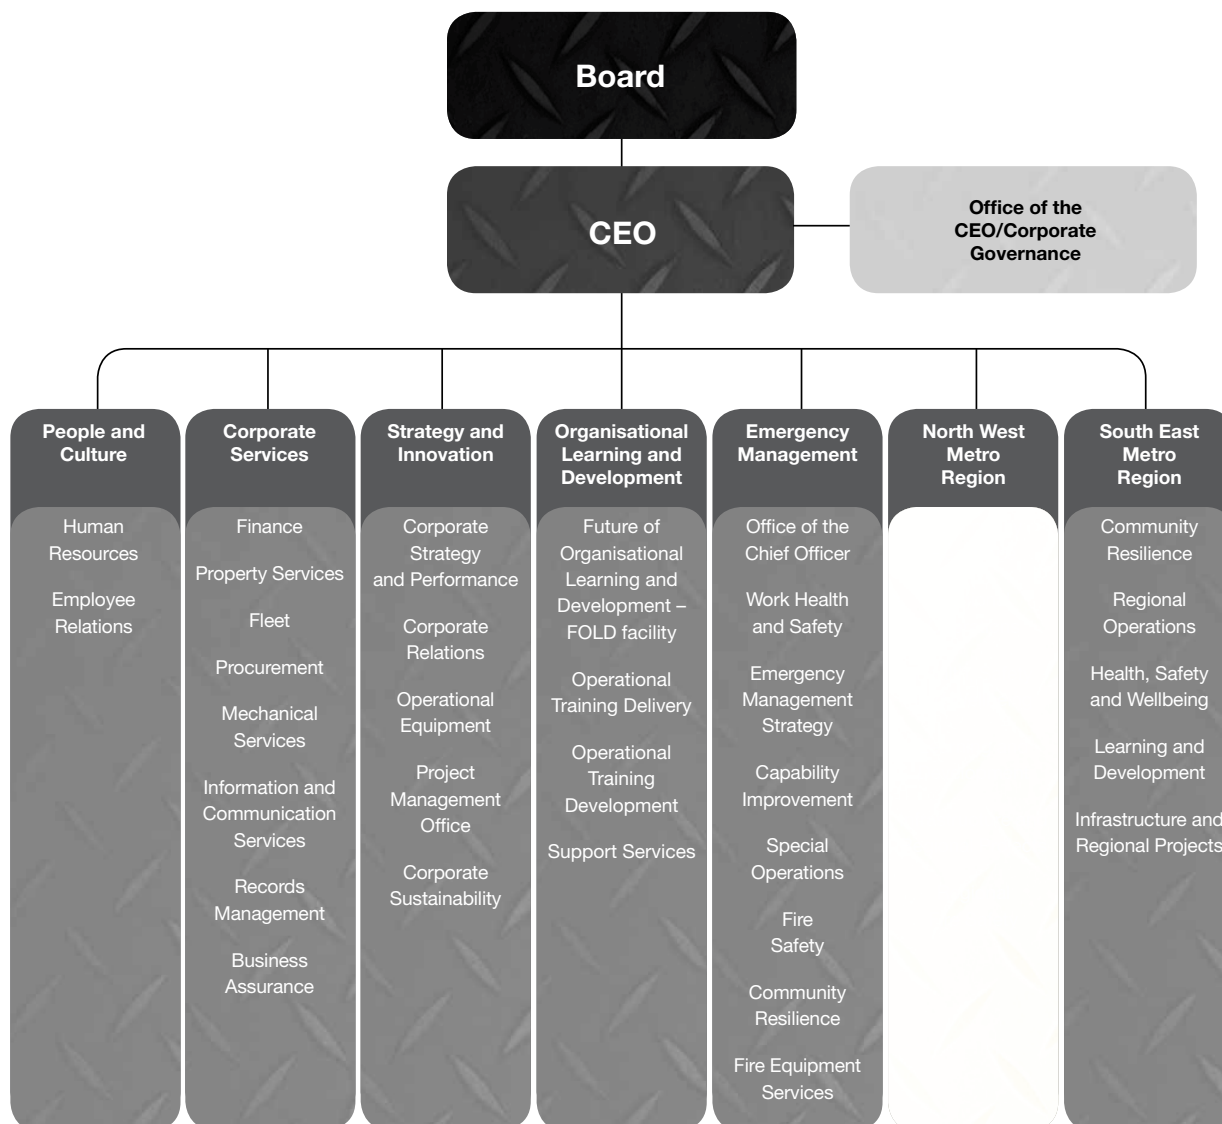 Board
CEO
Office of the
CEO/Corporate
Governance
People and
Culture
Human
Resources
Employee
Relations
Corporate
Services
Finance
Property Services
Fleet
Procurement
Mechanical
Services
Information and
Communication
Services
Records
Management
Business
Assurance
Strategy and
Innovation
Corporate
Strategy
and Performance
Corporate
Relations
Operational
Equipment
Project
Management
Office
Corporate
Sustainability
Organisational
Learning and
Development
Future of
Organisational
Learning and
Development –
FOLD facility
Operational
Training Delivery
Operational
Training
Development
Support Services
Emergency
Management
Office of the
Chief Officer
Work Health
and Safety
Emergency
Management
Strategy
Capability
Improvement
Special
Operations
Fire
Safety
Community
Resilience
Fire Equipment
Services
North West
Metro
Region
South East
Metro
Region
Community
Resilience
Regional
Operations
Health, Safety
and Wellbeing
Learning and
Development
Infrastructure and
Regional Projects